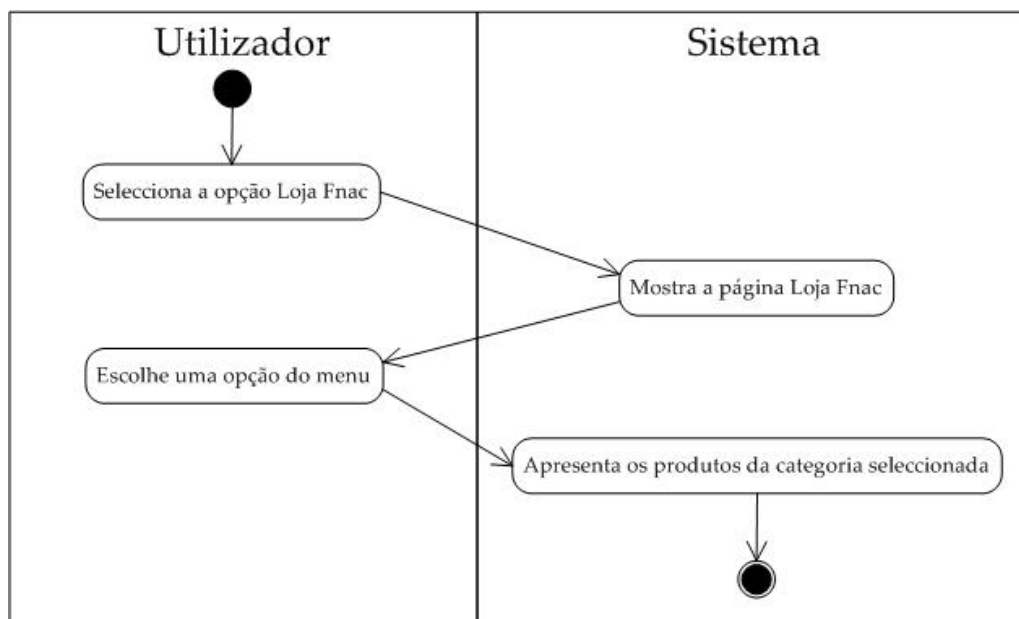 Utilizador
Sistema
Selecciona a opção Loja Fnac
Mostra a página Loja Fnac
Escolhe uma opção do menu
Apresenta os produtos da categoria seleccionada